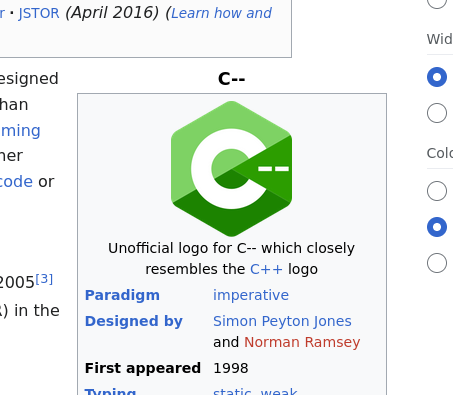 r · JSTOR (April 2016) (Learn how and
esigned
han
ming
her
code or
2005[3]
R) in the
C--
C--
Unofficial logo for C-- which closely
resembles the C++ logo
Paradigm imperative
Designed by Simon Peyton Jones
and Norman Ramsey
First appeared 1998
Typing static, weak
Wid
Colo